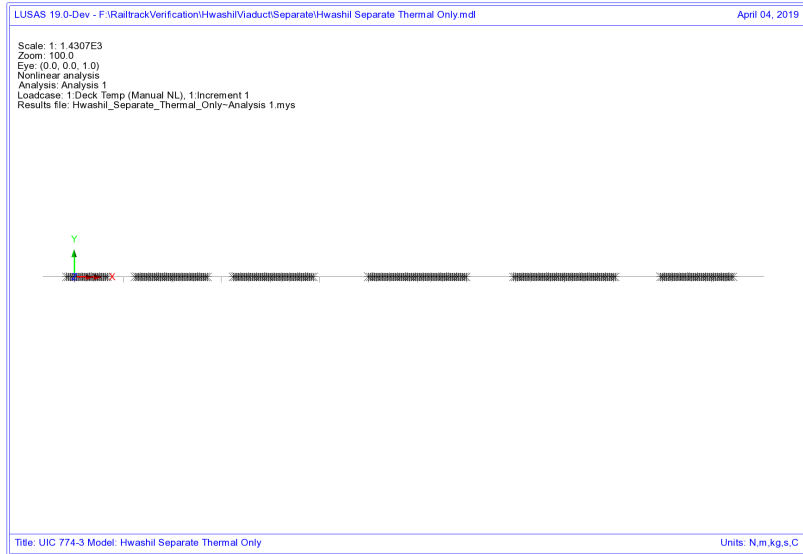 LUSAS 19.0-Dev - F:\RailtrackVerification\HwashilViaduct\Separate\Hwashil Separate Thermal Only.mdl April 04, 2019
Scale: 1: 1.4307E3
Zoom: 100.0
Eye: (0.0, 0.0, 1.0)
Nonlinear analysis
Analysis: Analysis 1
Loadcase: 1:Deck Temp (Manual NL), 1:Increment 1
Results file: Hwashil_Separate_Thermal_Only~Analysis 1.mys
Y
X
Title: UIC 774-3 Model: Hwashil Separate Thermal Only Units: N,m,kg,s,C